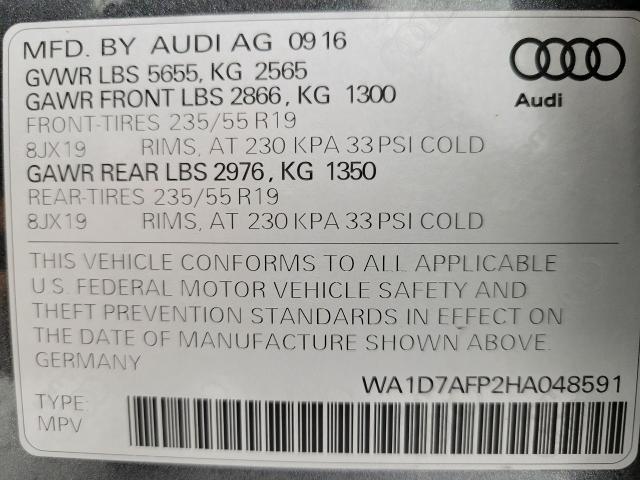 MFD. BY AUDI AG 0916
GVWR LBS 5655, KG 2565
GAWR FRONT LBS 2866, KG 1300
FRONT-TIRES 235/55 R19
8JX19 RIMS, AT 230 KPA 33 PSI COLD
GAWR REAR LBS 2976, KG 1350
REAR-TIRES 235/55 R19
8JX19 RIMS, AT 230 KPA 33 PSI COLD
Audi
THIS VEHICLE CONFORMS TO ALL APPLICABLE
U.S. FEDERAL MOTOR VEHICLE SAFETY AND
THEFT PREVENTION STANDARDS IN EFFECT ON
THE DATE OF MANUFACTURE SHOWN ABOVE.
GERMANY
WA1D7AFP2HA048591
TYPE:
MPV